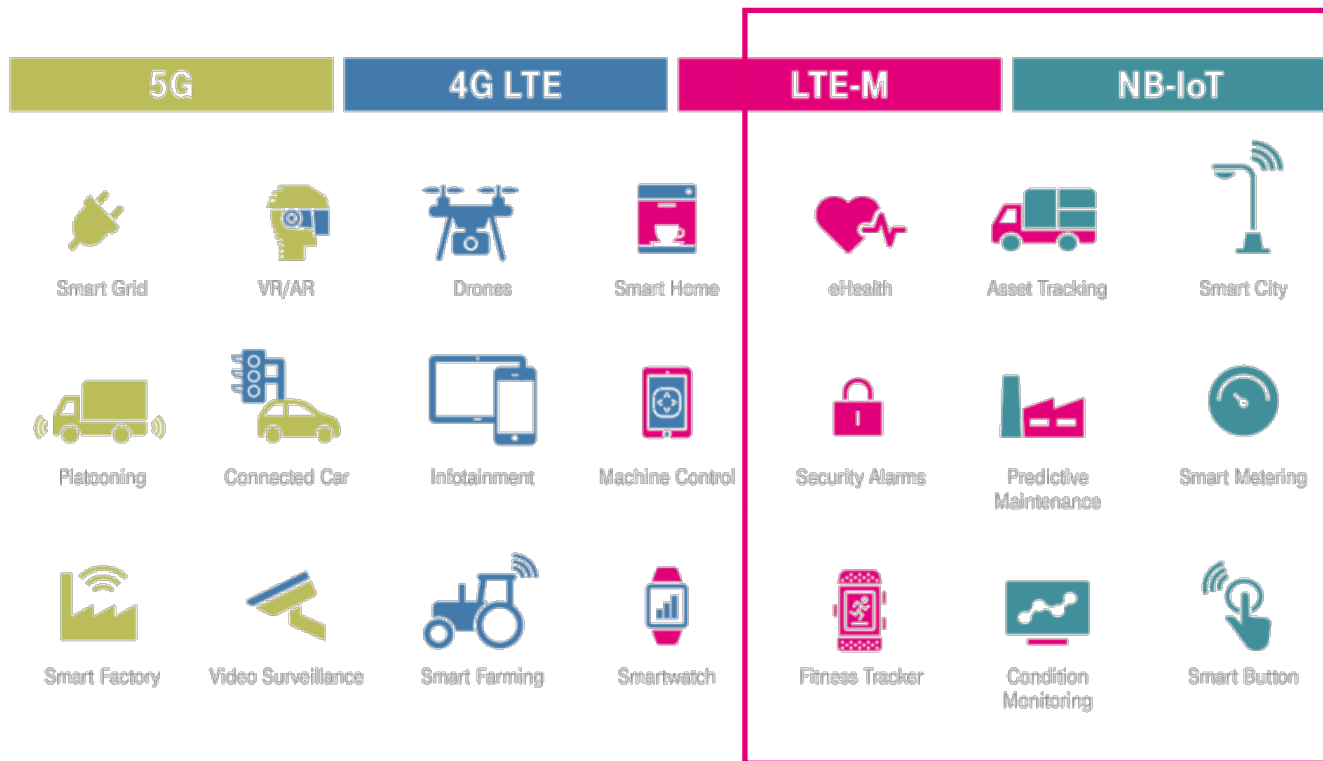 5G
4G LTE
LTE-M
NB-IoT
Smart Grid
VR/AR
Drones
Smart Home
eHealth
Asset Tracking
Smart City
Platooning
Connected Car
Infotainment
Machine Control
Security Alarms
Predictive
Maintenance
Smart Metering
Smart Factory
Video Surveillance
Smart Farming
Smartwatch
Fitness Tracker
Condition
Monitoring
Smart Button